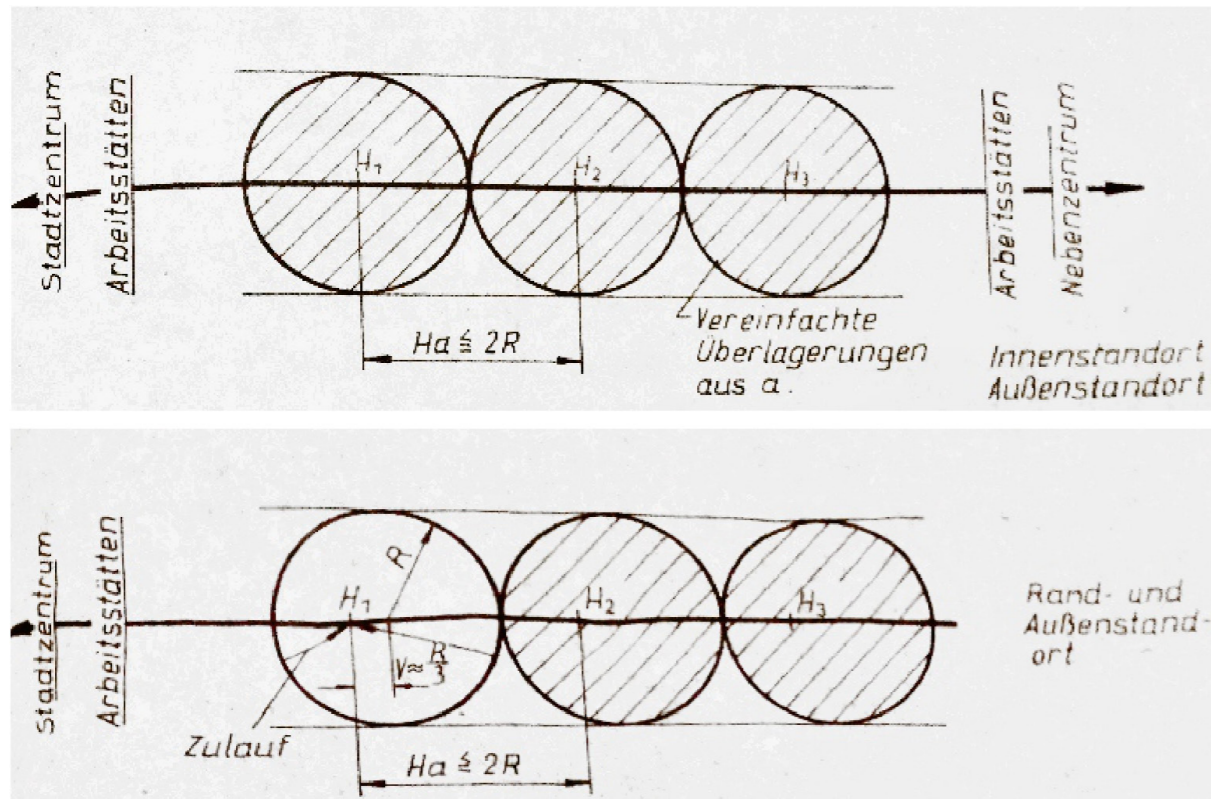 Stadtzentrum
Arbeitsstätten
H₁
H₂
H₃
Arbeitsstätten
Nebenzentrum
Ha ≦ 2R
Vereinfachte
Überlagerungen
aus a.
Innenstandort
Außenstandort
Stadtzentrum
Arbeitsstätten
H₁
R
H₂
H₃
V≈R/3
Zulauf
Ha ≦ 2R
Rand- und
Außenstand-
ort